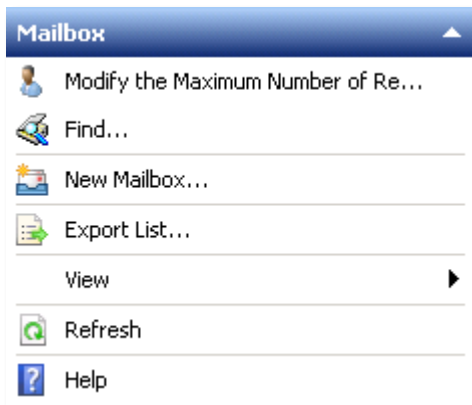 Mailbox
Modify the Maximum Number of Re...
Find...
New Mailbox...
Export List...
View
Refresh
Help